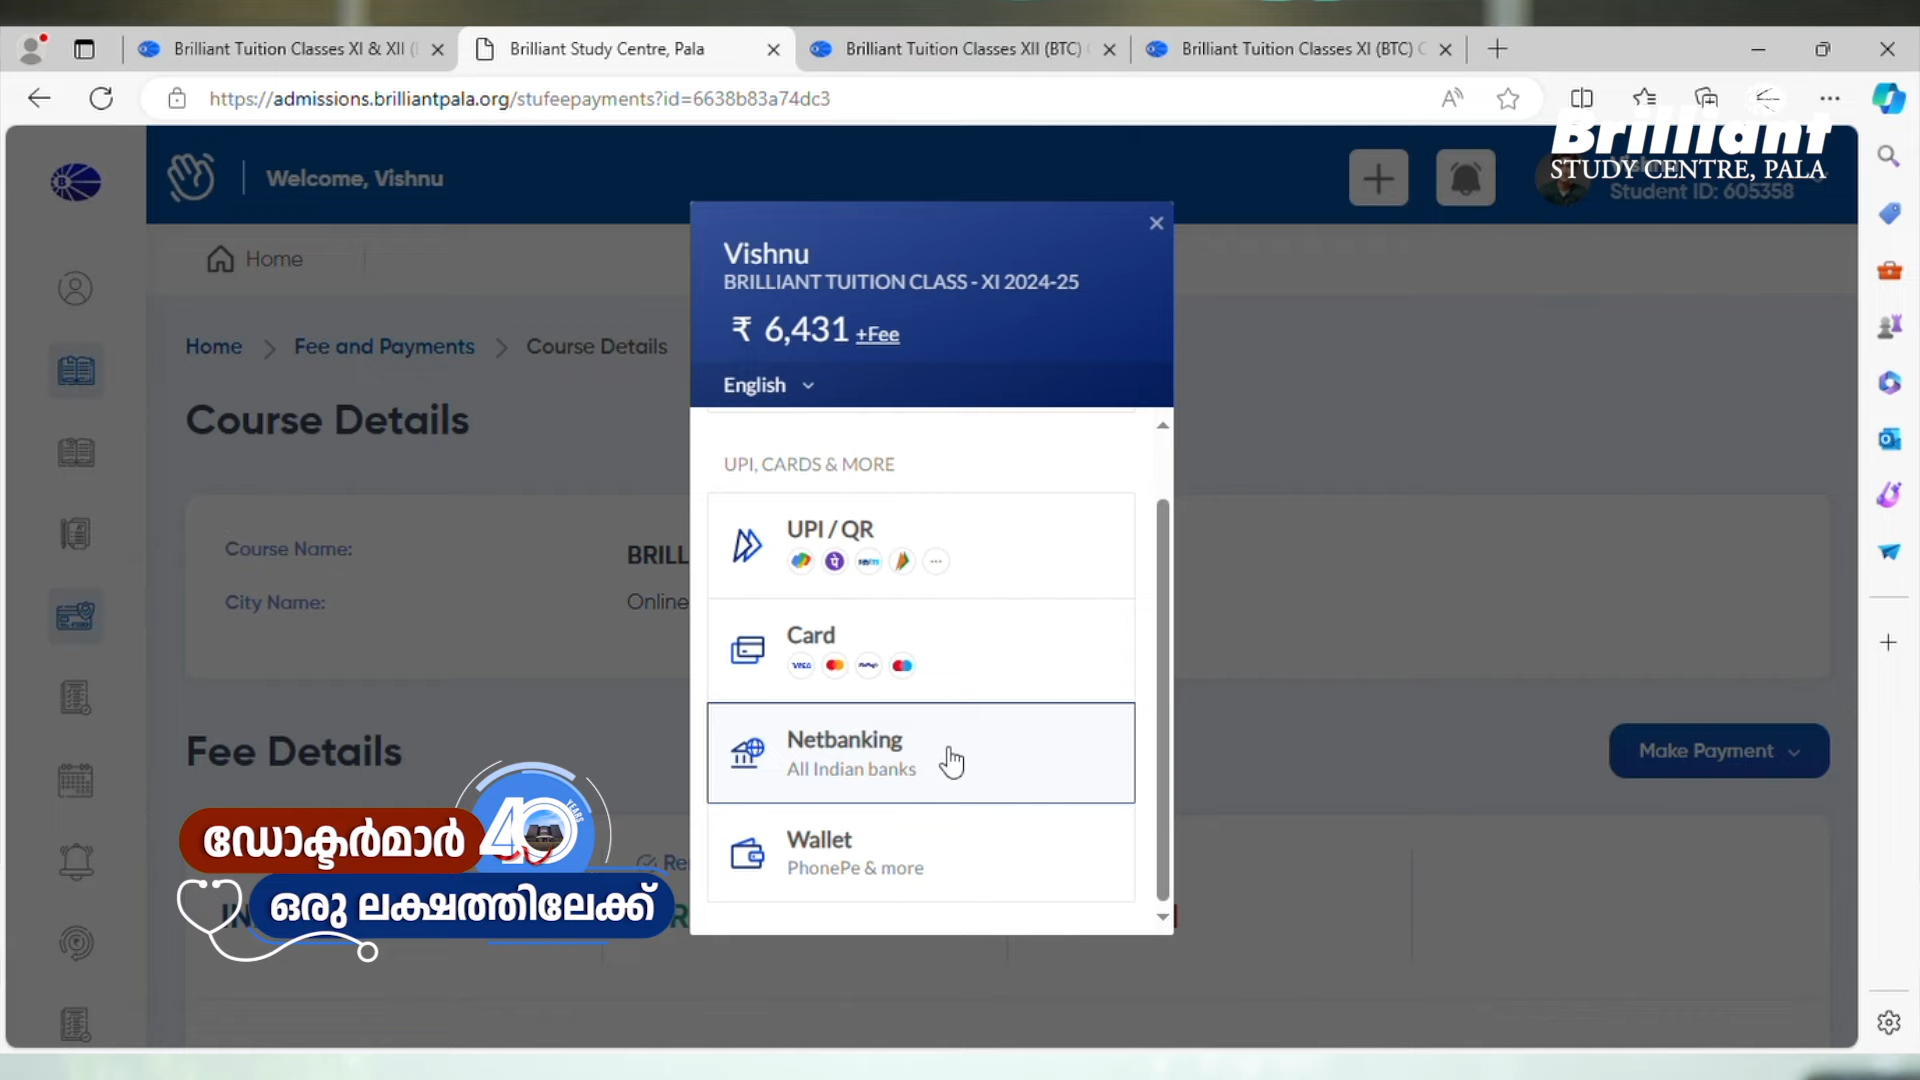 Brilliant Tuition Classes XI & XII (
Brilliant Study Centre, Pala
Brilliant Tuition Classes XII (BTC)
Brilliant Tuition Classes XI (BTC) C
https://admissions.brilliantpala.org/stufeepayments?id=6638b83a74dc3
Brilliant
STUDY CENTRE, PALA
Welcome, Vishnu
Student ID: 605358
Home
Home
Fee and Payments
Course Details
Course Details
Course Name:
BRILL
City Name:
Online
Fee Details
Make Payment
Vishnu
BRILLIANT TUITION CLASS - XI 2024-25
₹ 6,431 +Fee
English
UPI, CARDS & MORE
UPI / QR
Card
VISA
Netbanking
All Indian banks
Wallet
PhonePe & more
ഡോക്ടർമാർ 40
YEARS
ഒരു ലക്ഷത്തിലേക്ക്